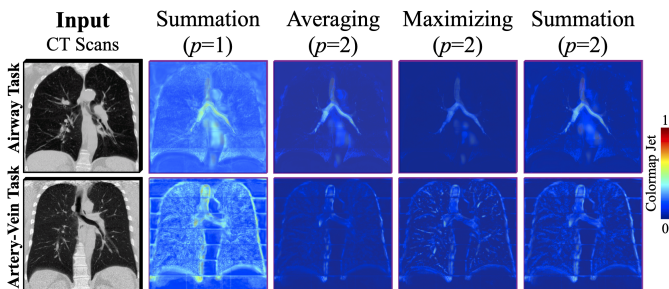 Input
CT Scans
Summation
(p=1)
Averaging
(p=2)
Maximizing
(p=2)
Summation
(p=2)
Airway Task
Artery-Vein Task
1
0
Colormap Jet